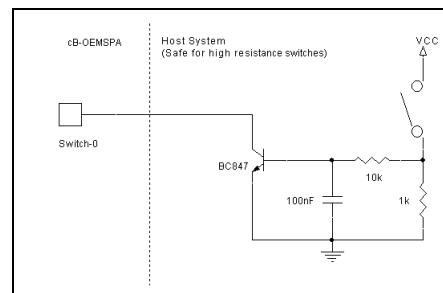 cB-OEMSPA
Host System
(Safe for high resistance switches)
VCC
Switch-0
BC847
10k
100nF
1k